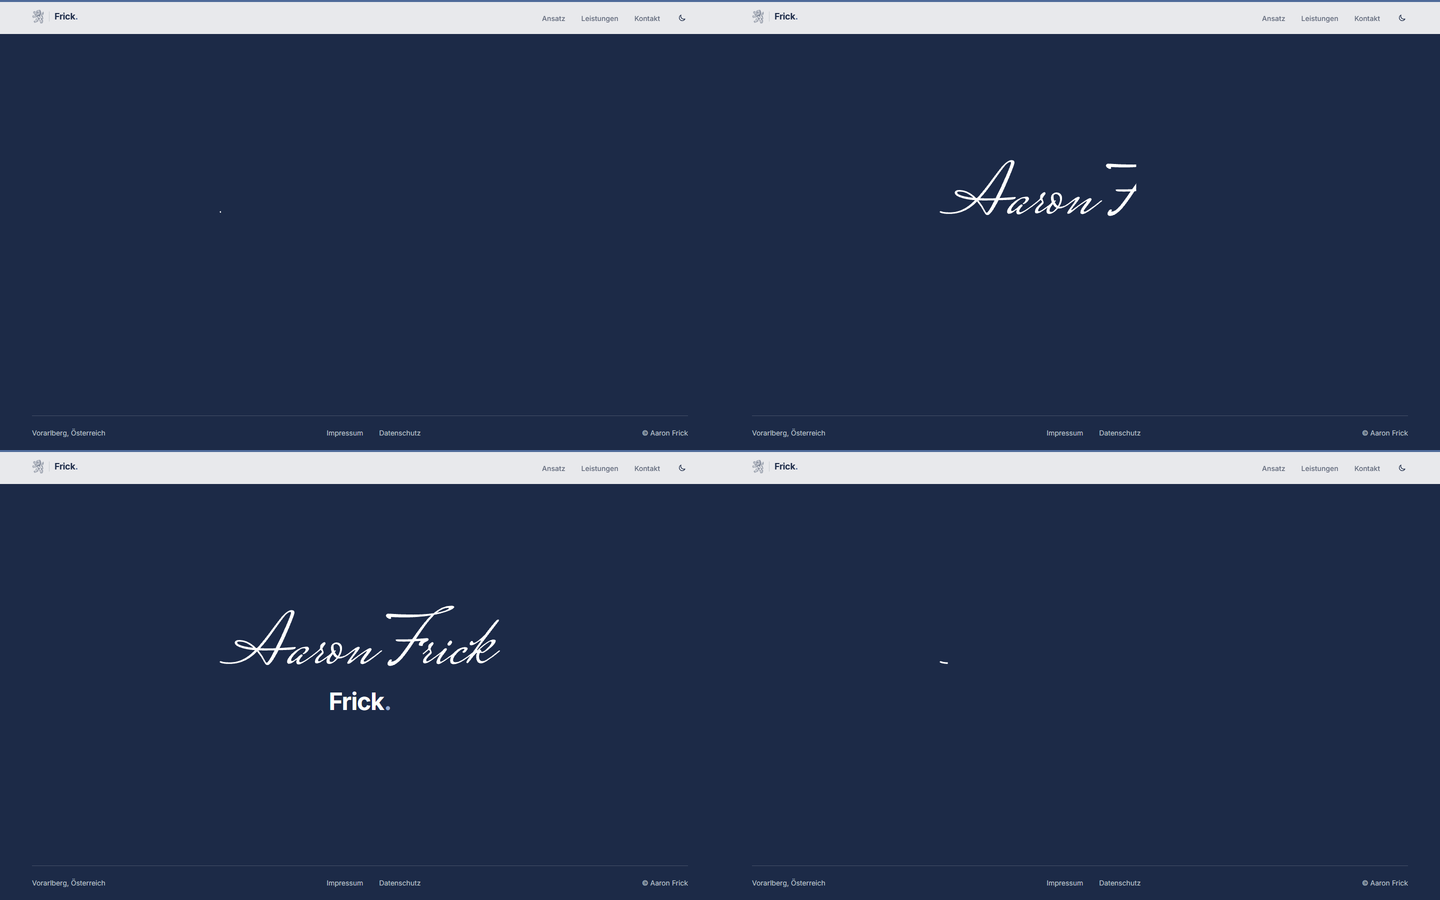 Frick.
Ansatz Leistungen Kontakt
Vorarlberg, Österreich
Impressum Datenschutz
© Aaron Frick
Frick.
Ansatz Leistungen Kontakt
Aaron F
Vorarlberg, Österreich
Impressum Datenschutz
© Aaron Frick
Frick.
Ansatz Leistungen Kontakt
Aaron Frick
Frick.
Vorarlberg, Österreich
Impressum Datenschutz
© Aaron Frick
Frick.
Ansatz Leistungen Kontakt
Vorarlberg, Österreich
Impressum Datenschutz
© Aaron Frick